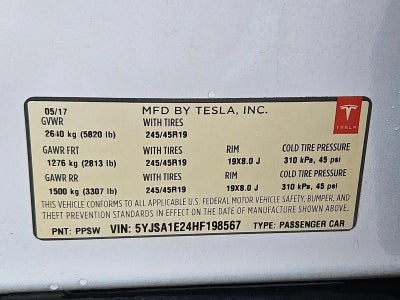 05/17 MFD BY TESLA, INC.
GVWR WITH TIRES
2640 kg (5820 lb) 245/45R19
GAWR FRT WITH TIRES RIM COLD TIRE PRESSURE
1276 kg (2813 lb) 245/45R19 19X8.0 J 310 kPa, 45 psi
GAWR RR WITH TIRES RIM COLD TIRE PRESSURE
1500 kg (3307 lb) 245/45R19 19X8.0 J 310 kPa, 45 psi
THIS VEHICLE CONFORMS TO ALL APPLICABLE U.S. FEDERAL MOTOR VEHICLE SAFETY, BUMPER, AND
THEFT PREVENTION STANDARDS IN EFFECT ON THE DATE OF MANUFACTURE SHOWN ABOVE.
PNT: PPSW VIN: 5YJSA1E24HF198567 TYPE: PASSENGER CAR
TESLA